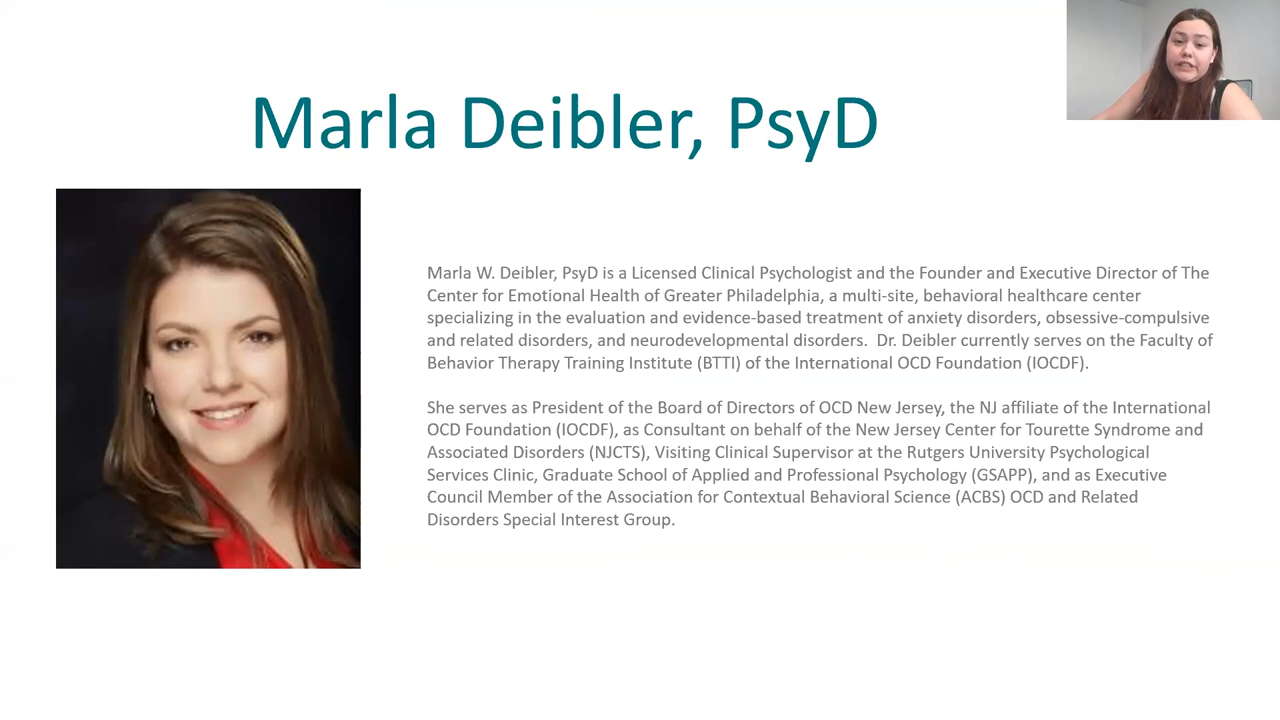 Marla Deibler, PsyD
Marla W. Deibler, PsyD is a Licensed Clinical Psychologist and the Founder and Executive Director of The
Center for Emotional Health of Greater Philadelphia, a multi-site, behavioral healthcare center
specializing in the evaluation and evidence-based treatment of anxiety disorders, obsessive-compulsive
and related disorders, and neurodevelopmental disorders.  Dr. Deibler currently serves on the Faculty of
Behavior Therapy Training Institute (BTTI) of the International OCD Foundation (IOCDF).
She serves as President of the Board of Directors of OCD New Jersey, the NJ affiliate of the International
OCD Foundation (IOCDF), as Consultant on behalf of the New Jersey Center for Tourette Syndrome and
Associated Disorders (NJCTS), Visiting Clinical Supervisor at the Rutgers University Psychological
Services Clinic, Graduate School of Applied and Professional Psychology (GSAPP), and as Executive
Council Member of the Association for Contextual Behavioral Science (ACBS) OCD and Related
Disorders Special Interest Group.